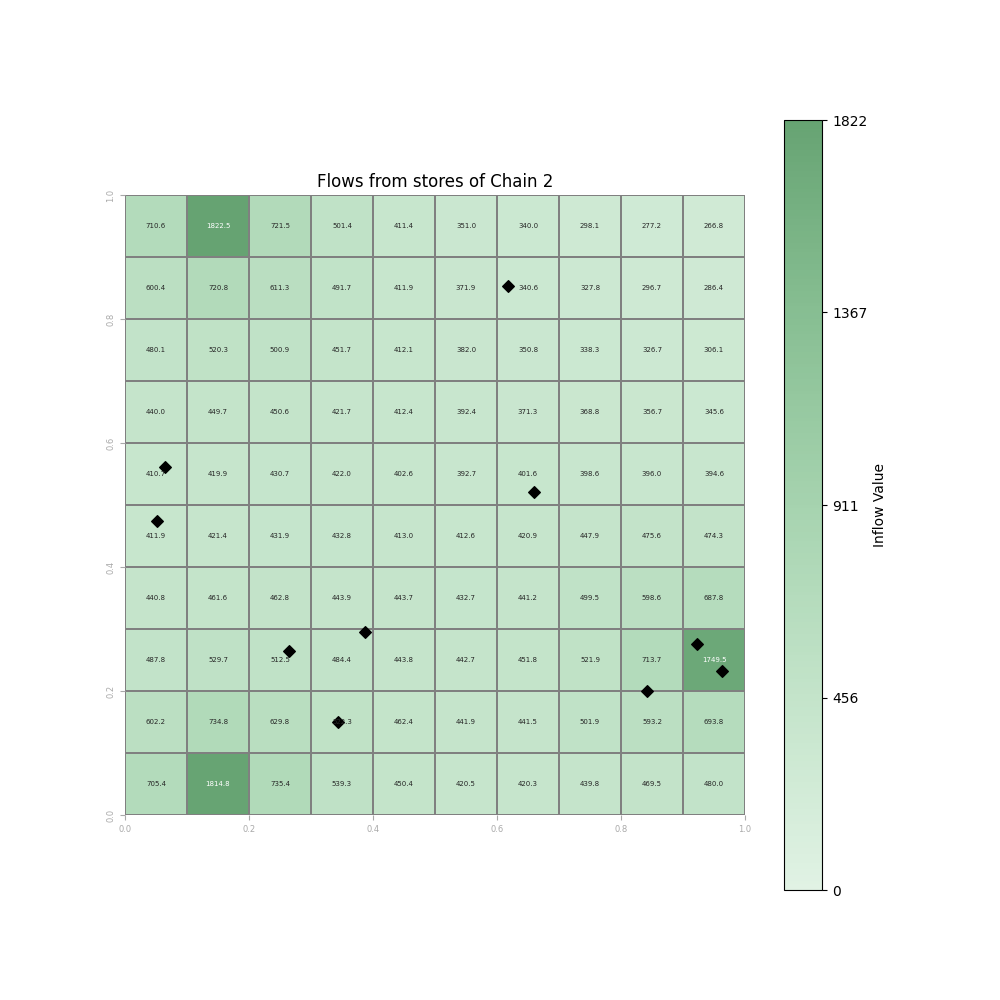 Flows from stores of Chain 2
710.6 1822.5 721.5 501.4 411.4 351.0 340.0 298.1 277.2 266.8
600.4 720.8 611.3 491.7 411.9 371.9 340.6 327.8 296.7 286.4
480.1 520.3 500.9 451.7 412.1 382.0 350.8 338.3 326.7 306.1
440.0 449.7 450.6 421.7 412.4 392.4 371.3 368.8 356.7 345.6
419.9 430.7 422.0 402.6 392.7 401.6 398.6 396.0 394.6
411.9 421.4 431.9 432.8 413.0 412.6 420.9 447.9 475.6 474.3
440.8 461.6 462.8 443.9 443.7 432.7 441.2 499.5 598.6 687.8
487.8 529.7 484.4 443.8 442.7 451.8 521.9 713.7 1749.5
602.2 734.8 629.8 462.4 441.9 441.5 501.9 593.2 693.8
705.4 1814.8 735.4 539.3 450.4 420.5 420.3 439.8 469.5 480.0
1.0
0.8
0.6
0.4
0.2
0.0
0.0 0.2 0.4 0.6 0.8 1.0
1822
1367
911
456
0
Inflow Value